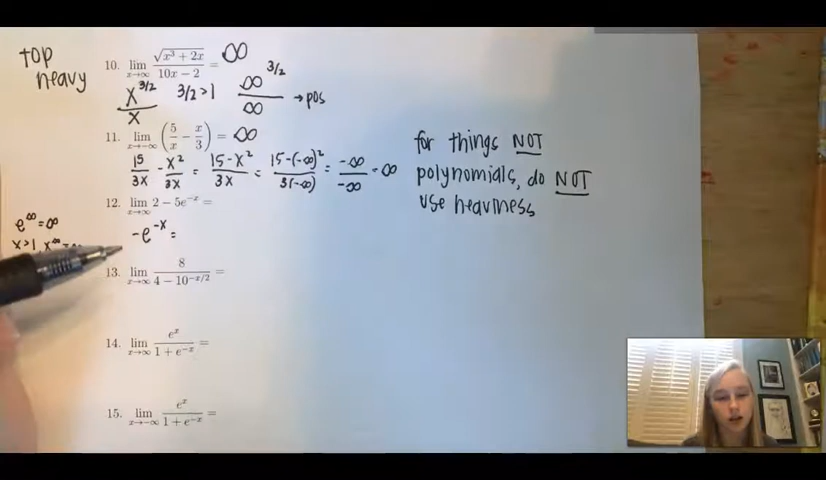 top
heavy
10. lim x→∞ √(x³ + 2x) / (10x − 2) = ∞
x^3/2 / x   3/2 > 1   ∞^3/2 / ∞ → pos
11. lim x→−∞ (5/x − x/3) = ∞
15/3x − x²/3x = (15 − x²)/3x = (15 − (−∞)²)/3(−∞) = −∞/−∞ = ∞
for things NOT
polynomials, do NOT
use heaviness
12. lim x→∞ 2 − 5e^−x =
e^∞ = ∞
−e^−x =
x>1, x^∞
13. lim x→∞ 8 / (4 − 10^−x/2) =
14. lim x→∞ e^x / (1 + e^−x) =
15. lim x→−∞ e^x / (1 + e^−x) =